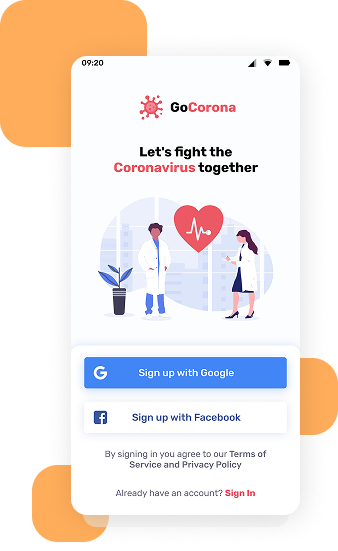 09:20
GoCorona
Let's fight the
Coronavirus together
G Sign up with Google
f Sign up with Facebook
By signing in you agree to our Terms of
Service and Privacy Policy
Already have an account? Sign In